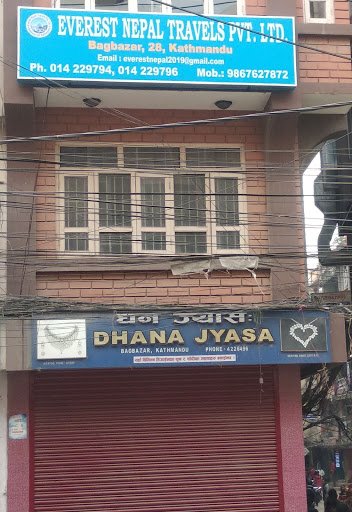 EVEREST NEPAL TRAVELS PVT. LTD.
Bagbazar, 28, Kathmandu
Email : everestnepal2019@gmail.com
Ph. 014 229794, 014 229796 Mob.: 9867627872
धन ज्यासः
DHANA JYASA
BAGBAZAR, KATHMANDU PHONE - 4228496